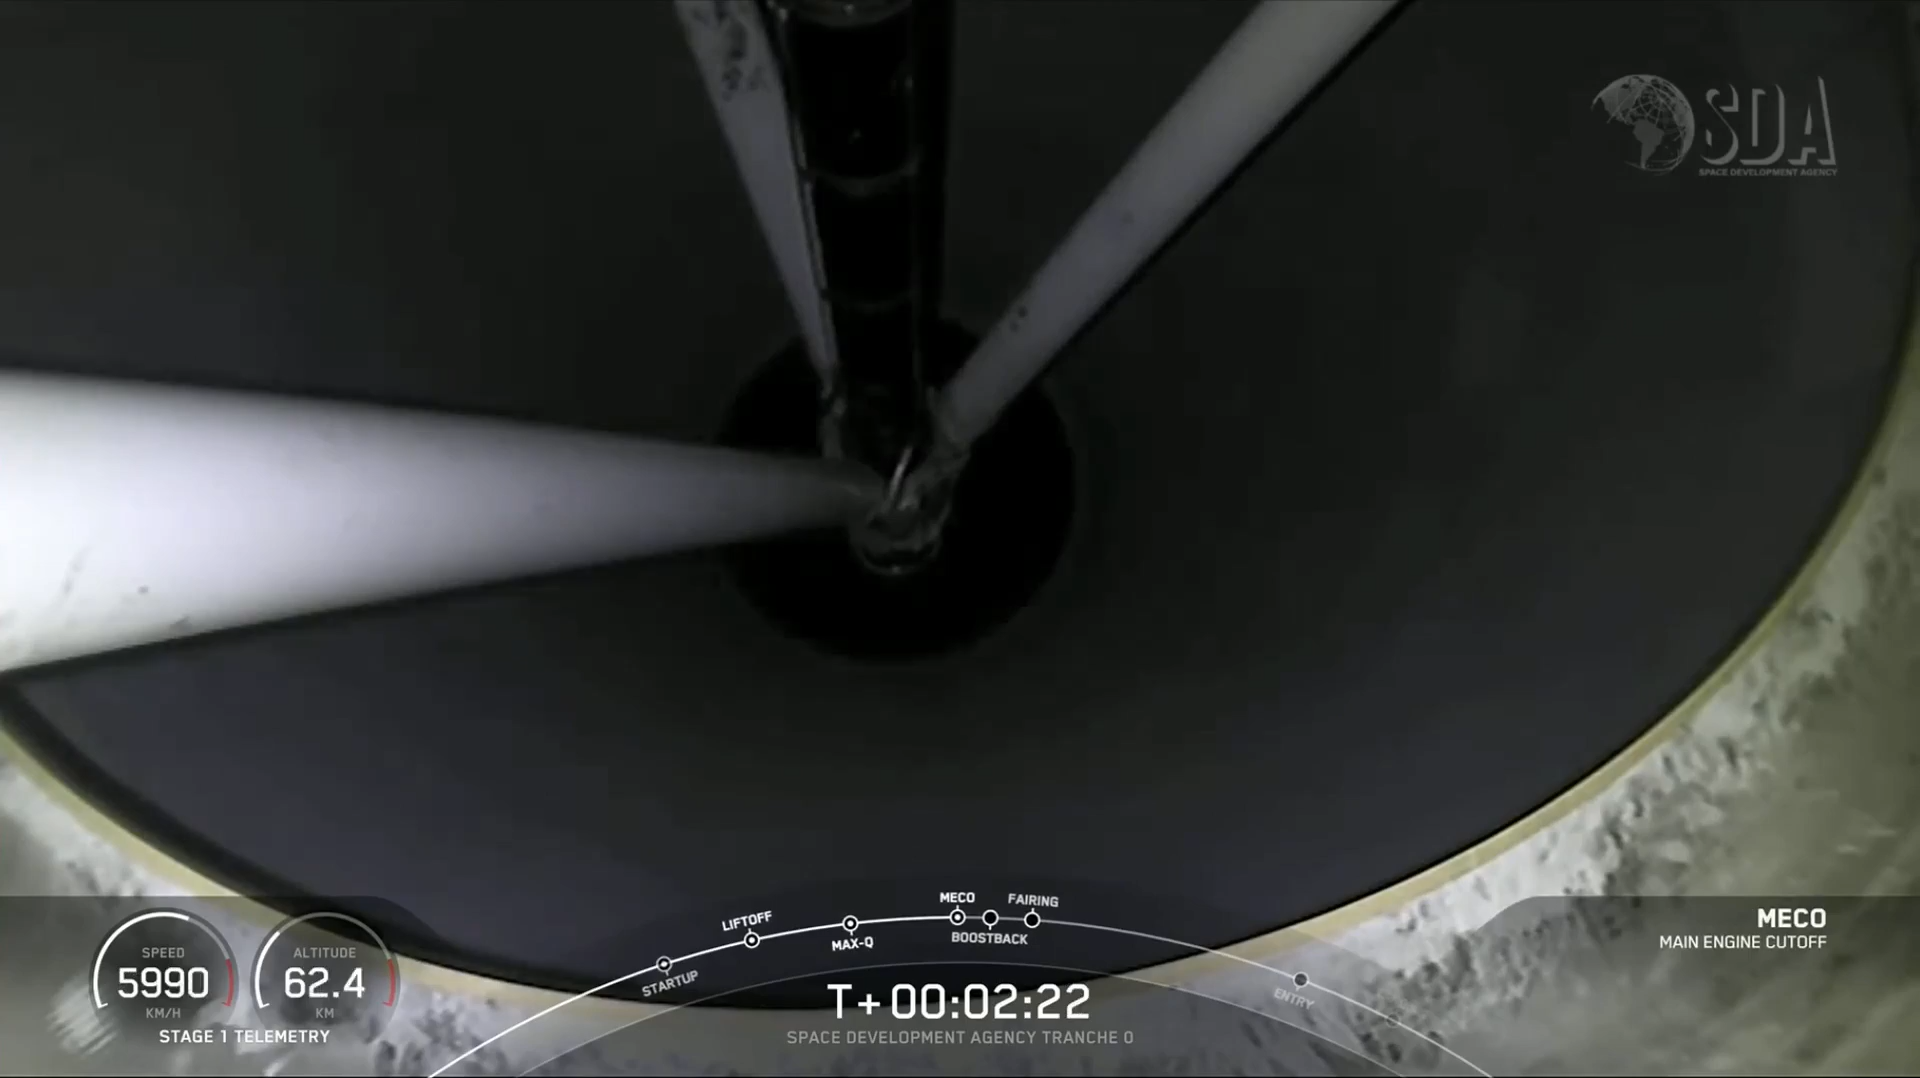 SDA
SPACE DEVELOPMENT AGENCY
MECO
FAIRING
LIFTOFF
MAX-Q
BOOSTBACK
STARTUP
ENTRY
SPEED
5990
KM/H
ALTITUDE
62.4
KM
STAGE 1 TELEMETRY
T+00:02:22
SPACE DEVELOPMENT AGENCY TRANCHE 0
MECO
MAIN ENGINE CUTOFF